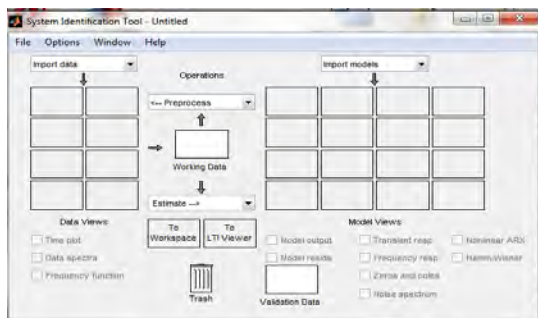 System Identification Tool - Untitled
File Options Window Help
Import data
Operations
Import models
<-- Preprocess
Working Data
Estimate -->
Data Views
To Workspace
To LTI Viewer
Model Views
Time plot
Data spectra
Frequency function
Trash
Model output
Model resids
Validation Data
Transient resp
Frequency resp
Zeros and poles
Noise spectrum
Nonlinear ARX
Hamm-Wiener